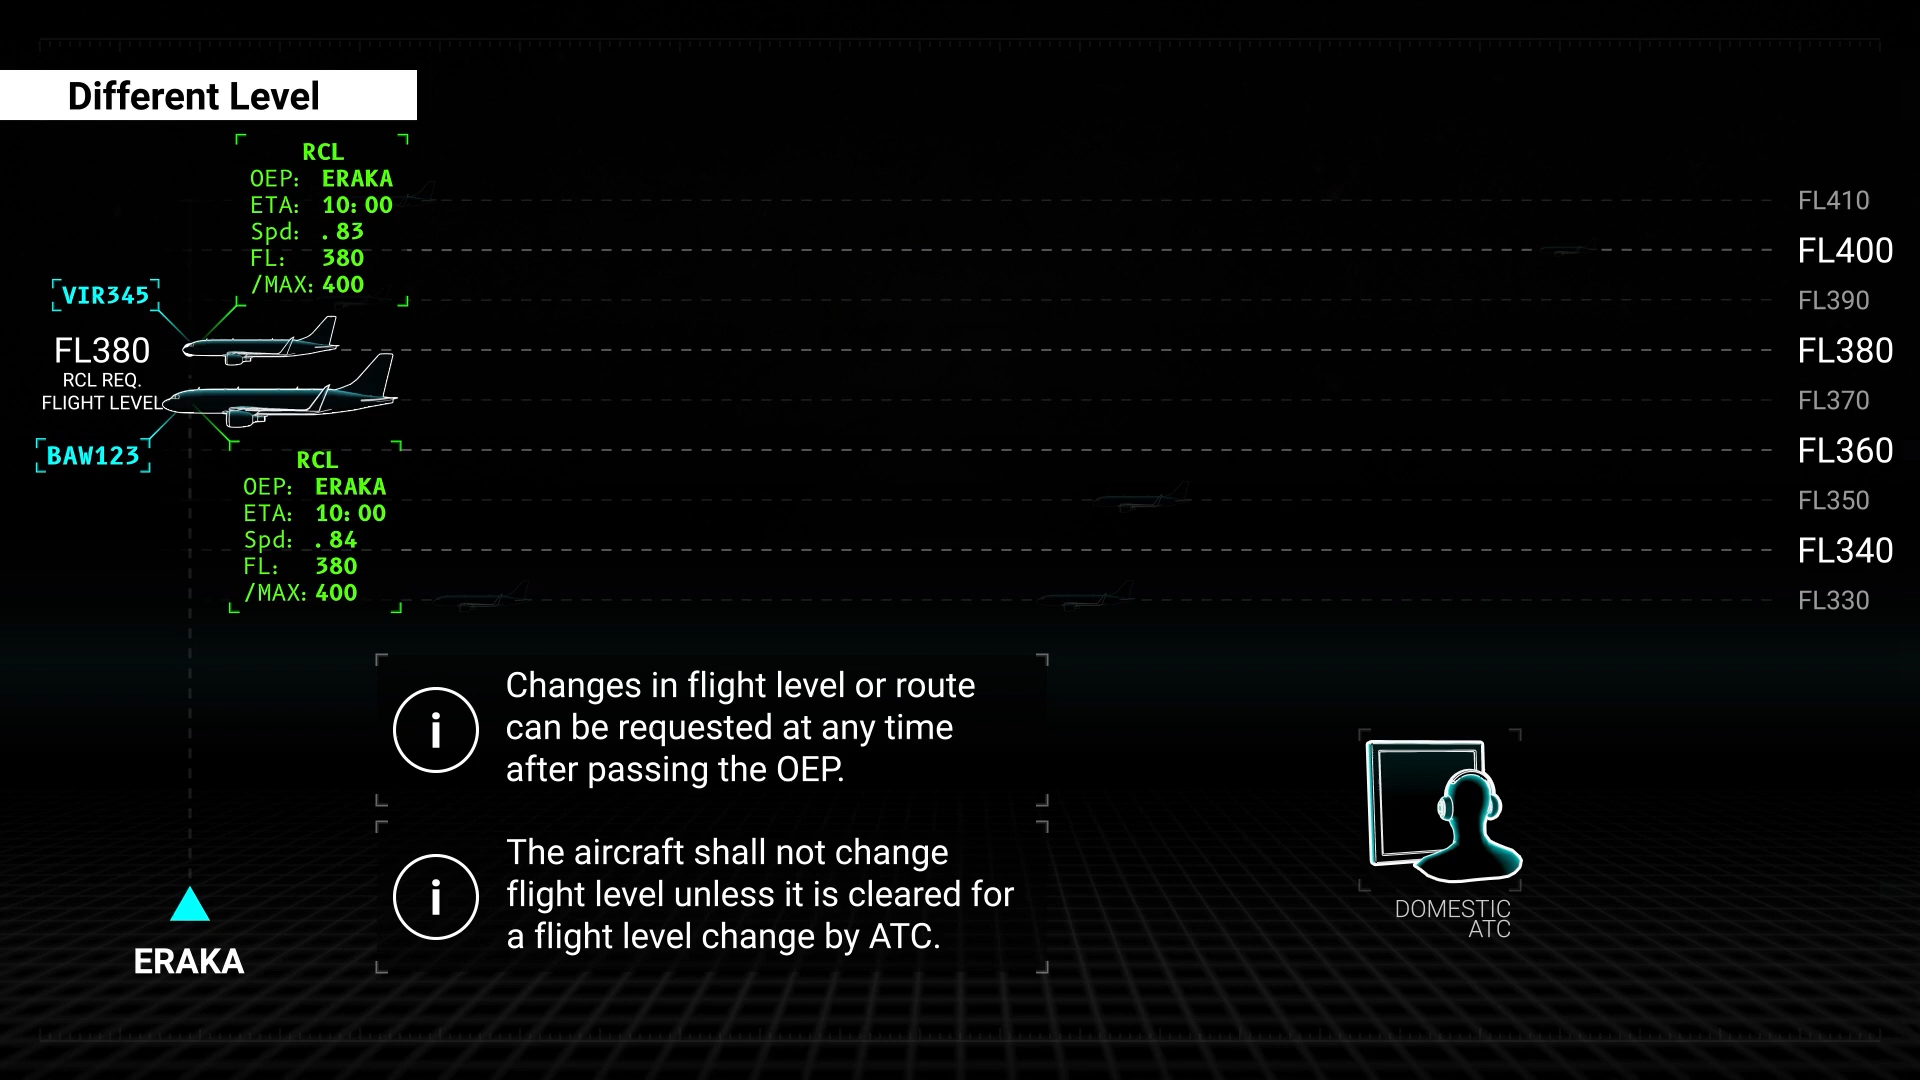 Different Level
RCL
OEP: ERAKA
ETA: 10:00
Spd: .83
FL: 380
/MAX: 400
VIR345
FL380
RCL REQ.
FLIGHT LEVEL
BAW123
RCL
OEP: ERAKA
ETA: 10:00
Spd: .84
FL: 380
/MAX: 400
FL410
FL400
FL390
FL380
FL370
FL360
FL350
FL340
FL330
Changes in flight level or route
can be requested at any time
after passing the OEP.
The aircraft shall not change
flight level unless it is cleared for
a flight level change by ATC.
DOMESTIC
ATC
ERAKA